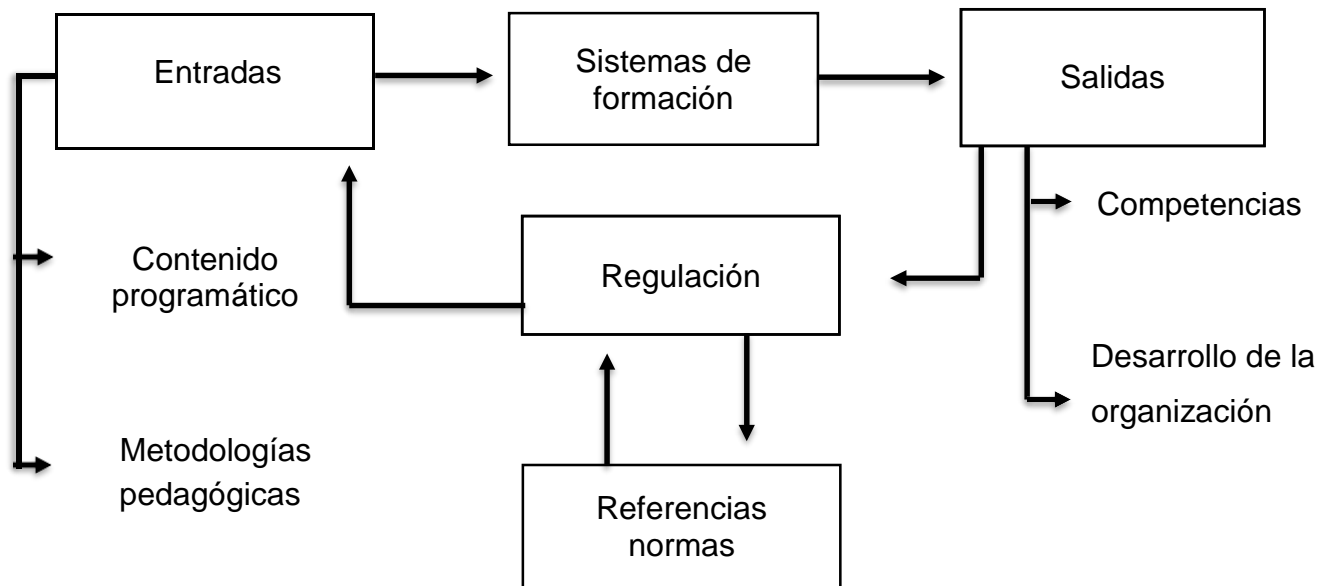 Entradas
Sistemas de
formación
Salidas
Competencias
Contenido
programático
Regulación
Desarrollo de la
organización
Metodologías
pedagógicas
Referencias
normas